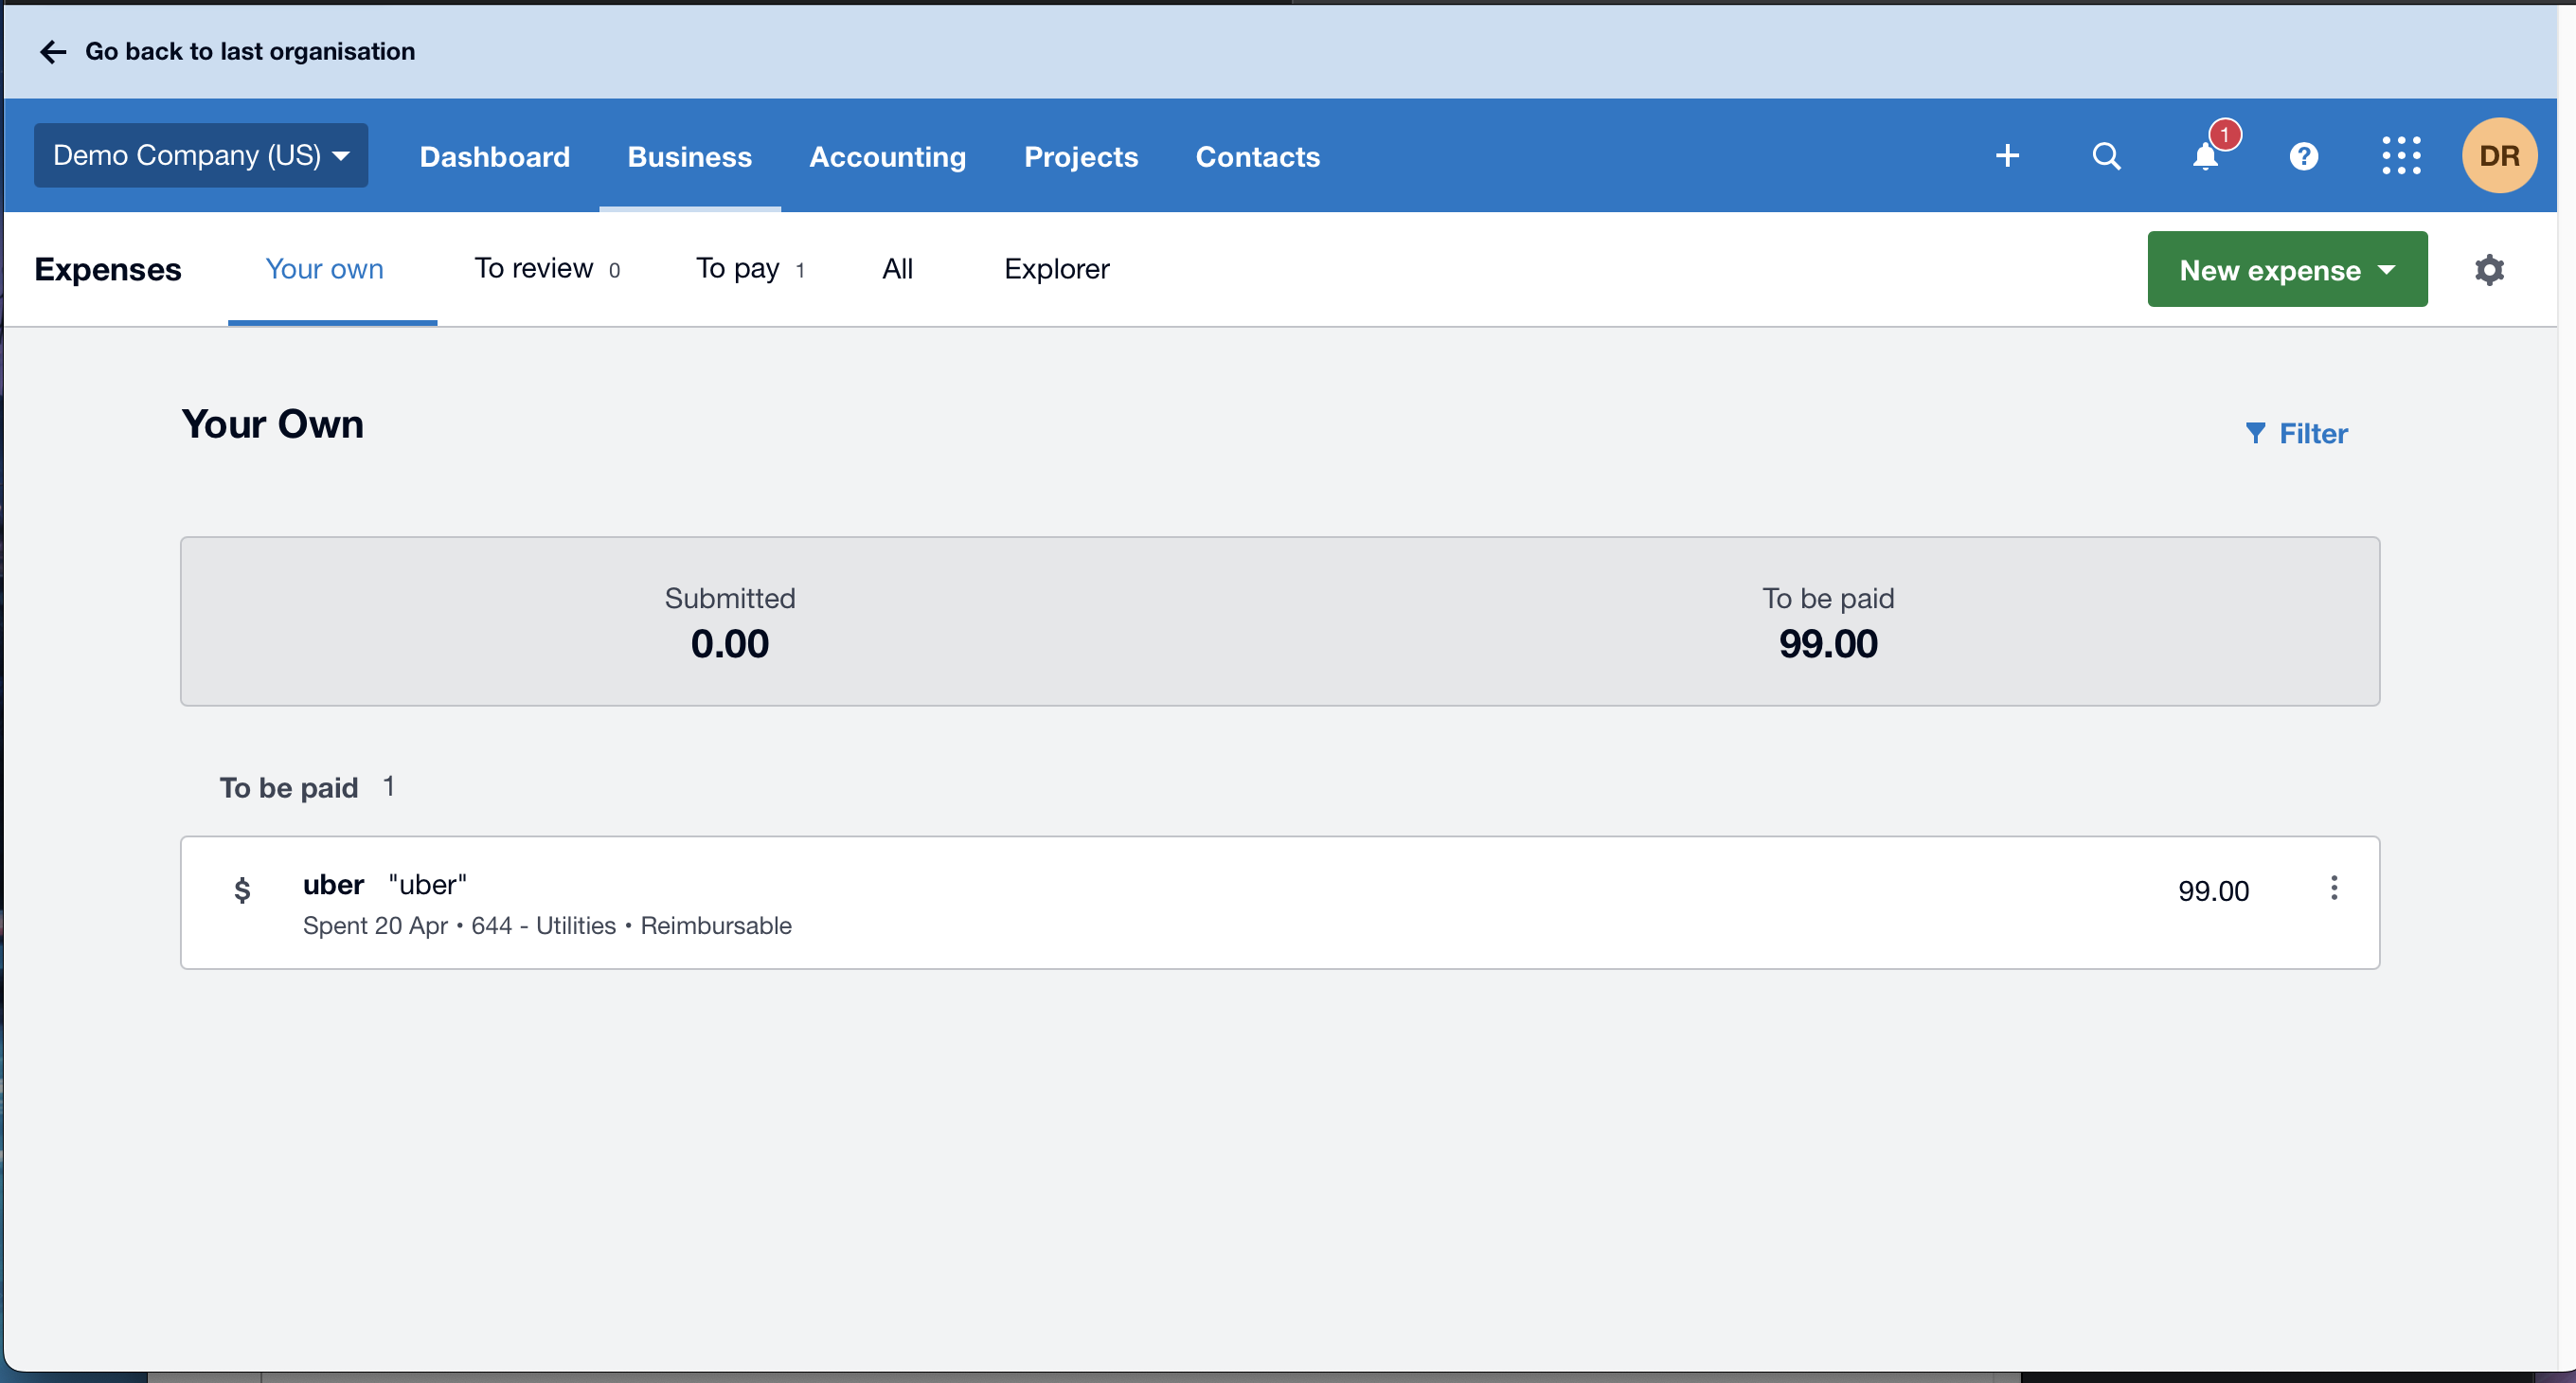 Go back to last organisation
Demo Company (US) Dashboard Business Accounting Projects Contacts 1 DR
Expenses Your own To review 0 To pay 1 All Explorer New expense
Your Own Filter
Submitted To be paid
0.00 99.00
To be paid 1
$ uber "uber" 99.00
Spent 20 Apr • 644 - Utilities • Reimbursable